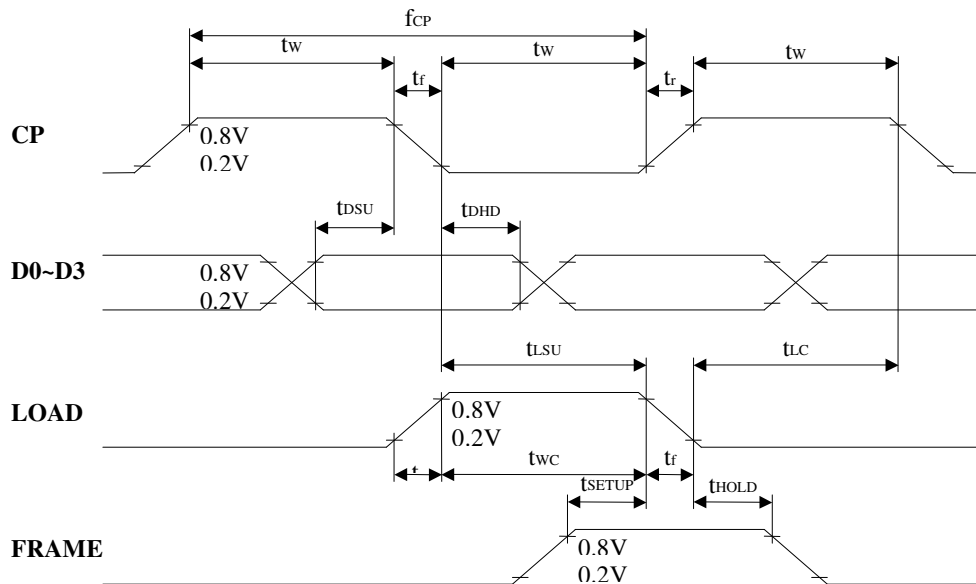 fCP
tW tW tW
tf tr
CP
0.8V
0.2V
tDSU tDHD
D0~D3
0.8V
0.2V
tLSU tLC
LOAD
0.8V
0.2V
tWC tf
tSETUP tHOLD
FRAME
0.8V
0.2V